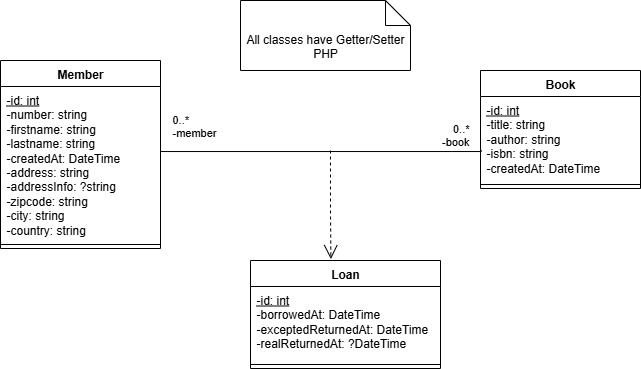 All classes have Getter/Setter
PHP
Member
-id: int
-number: string
-firstname: string
-lastname: string
-createdAt: DateTime
-address: string
-addressInfo: ?string
-zipcode: string
-city: string
-country: string
0..*
-member
0..*
-book
Book
-id: int
-title: string
-author: string
-isbn: string
-createdAt: DateTime
Loan
-id: int
-borrowedAt: DateTime
-exceptedReturnedAt: DateTime
-realReturnedAt: ?DateTime